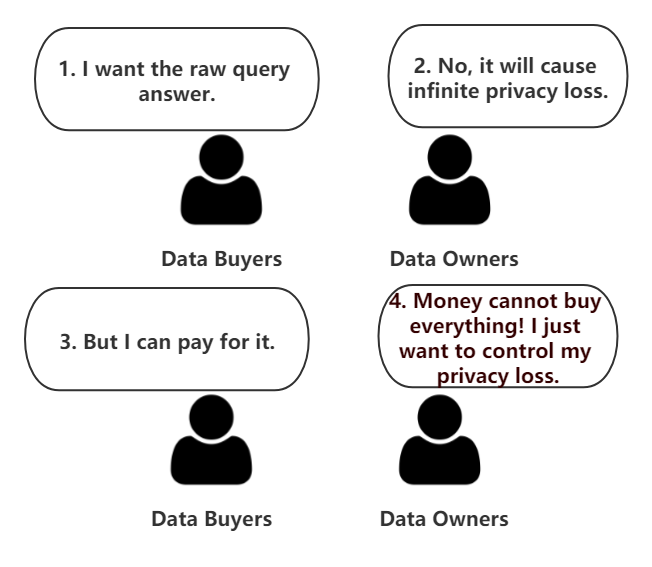 1. I want the raw query
answer.
2. No, it will cause
infinite privacy loss.
Data Buyers
Data Owners
3. But I can pay for it.
4. Money cannot buy
everything! I just
want to control my
privacy loss.
Data Buyers
Data Owners